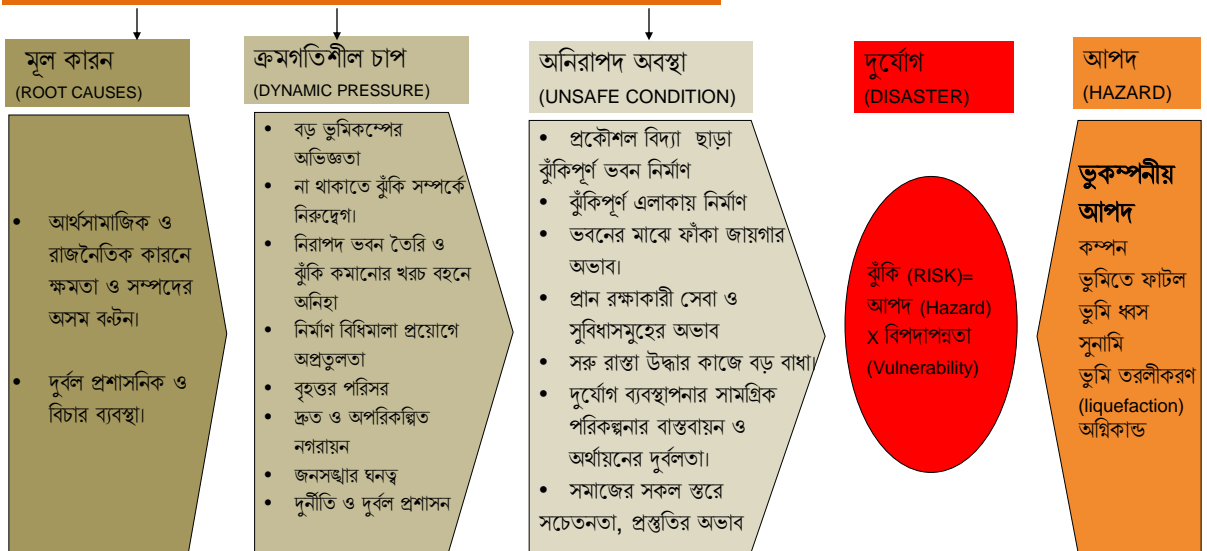 মূল কারন
(ROOT CAUSES)
• আর্থসামাজিক ও
রাজনৈতিক কারনে
ক্ষমতা ও সম্পদের
অসম বণ্টন।
• দুর্বল প্রশাসনিক ও
বিচার ব্যবস্থা।
ক্রমগতিশীল চাপ
(DYNAMIC PRESSURE)
• বড় ভুমিকম্পের
অভিজ্ঞতা
• না থাকাতে ঝুঁকি সম্পর্কে
নিরুদ্বেগ।
• নিরাপদ ভবন তৈরি ও
ঝুঁকি কমানোর খরচ বহনে
অনিহা
• নির্মাণ বিধিমালা প্রয়োগে
অপ্রতুলতা
• বৃহত্তর পরিসর
• দ্রুত ও অপরিকল্পিত
নগরায়ন
• জনসঙ্খার ঘনত্ব
• দুর্নীতি ও দুর্বল প্রশাসন
অনিরাপদ অবস্থা
(UNSAFE CONDITION)
• প্রকৌশল বিদ্যা ছাড়া
ঝুঁকিপূর্ণ ভবন নির্মাণ
• ঝুঁকিপূর্ণ এলাকায় নির্মাণ
• ভবনের মাঝে ফাঁকা জায়গার
অভাব।
• প্রান রক্ষাকারী সেবা ও
সুবিধাসমুহের অভাব
• সরু রাস্তা উদ্ধার কাজে বড় বাধা।
• দুর্যোগ ব্যবস্থাপনার সামগ্রিক
পরিকল্পনার বাস্তবায়ন ও
অর্থায়নের দুর্বলতা।
• সমাজের সকল স্তরে
সচেতনতা, প্রস্তুতির অভাব
দুর্যোগ
(DISASTER)
ঝুঁকি (RISK)=
আপদ (Hazard)
X বিপদাপন্নতা
(Vulnerability)
আপদ
(HAZARD)
ভুকম্পনীয়
আপদ
কম্পন
ভুমিতে ফাটল
ভুমি ধ্বস
সুনামি
ভুমি তরলীকরণ
(liquefaction)
অগ্নিকান্ড